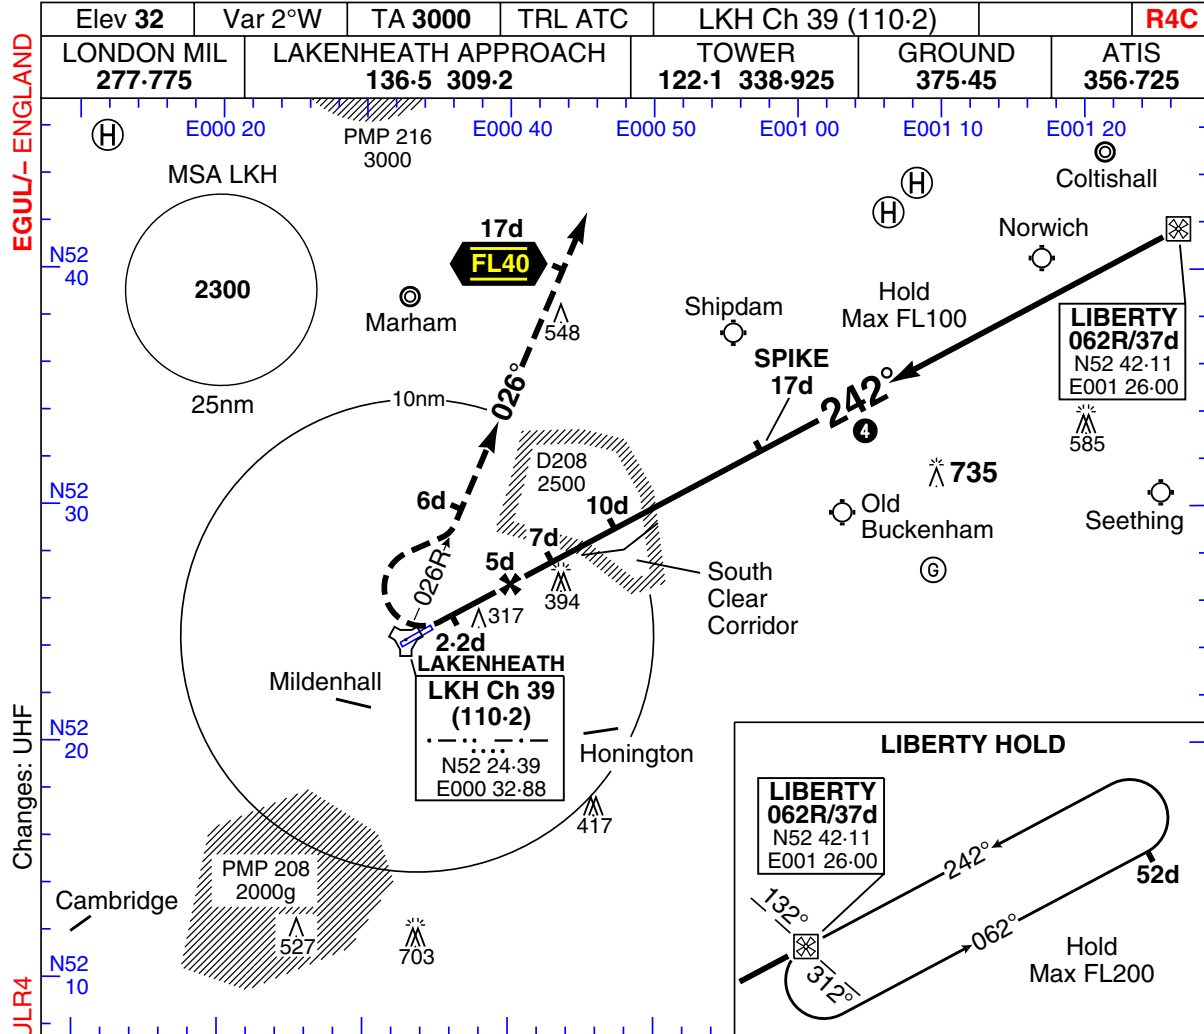 Elev 32 Var 2°W TA 3000 TRL ATC LKH Ch 39 (110·2) R4C
LONDON MIL
277·775
LAKENHEATH APPROACH
136·5 309·2
TOWER
122·1 338·925
GROUND
375·45
ATIS
356·725
EGUL/– ENGLAND
E000 20
E000 40
E000 50
E001 00
E001 10
E001 20
H
PMP 216
3000
MSA LKH
2300
25nm
17d
FL40
Marham
548
H
H
Coltishall
Norwich
N52
40
Shipdam
Hold
Max FL100
LIBERTY
062R/37d
N52 42·11
E001 26·00
SPIKE
17d
242°
4
585
10nm
026°
D208
2500
735
N52
30
6d
10d
Old
Buckenham
Seething
G
7d
5d
026R
394
South
Clear
Corridor
317
2·2d
LAKENHEATH
LKH Ch 39
(110·2)
N52 24·39
E000 32·88
Mildenhall
Honington
N52
20
417
Changes: UHF
PMP 208
2000g
527
703
Cambridge
N52
10
JLR4
LIBERTY HOLD
LIBERTY
062R/37d
N52 42·11
E001 26·00
242°
52d
132°
062°
312°
Hold
Max FL200